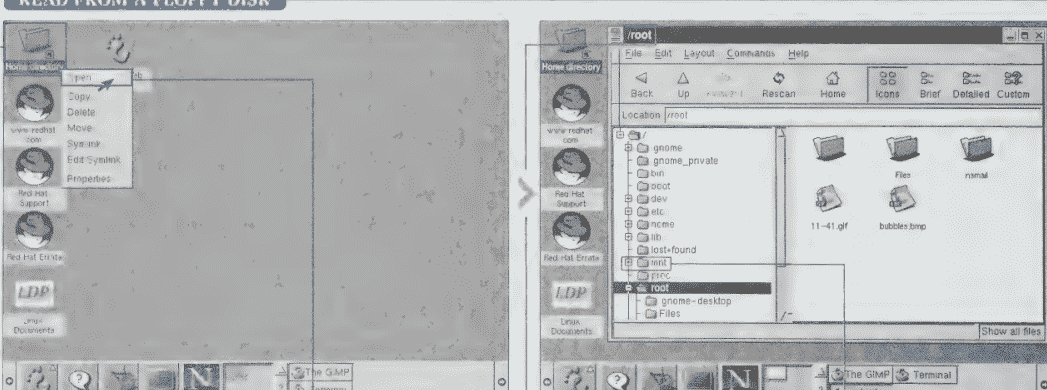 READ FROM A FLOPPY DISK
Home directory
Open
Copy
Delete
Move
Symlink
Edit Symlink
Properties
www.redhat
com
Red Hat
Support
Red Hat Errata
LDP
Linux
Documents
The GIMP
Terminal
/root
File Edit Layout Commands Help
Back Up Rescan Home Icons Brief Detailed Custom
Location /root
/
gnome
gnome_private
bin
boot
dev
etc
home
lib
lost+found
mnt
proc
root
gnome-desktop
Files
Files
nsmail
11-41.gif
bubbles.bmp
Show all files
Home directory
www.redhat
com
Red Hat
Support
Red Hat Errata
LDP
Linux
Documents
The GIMP Terminal